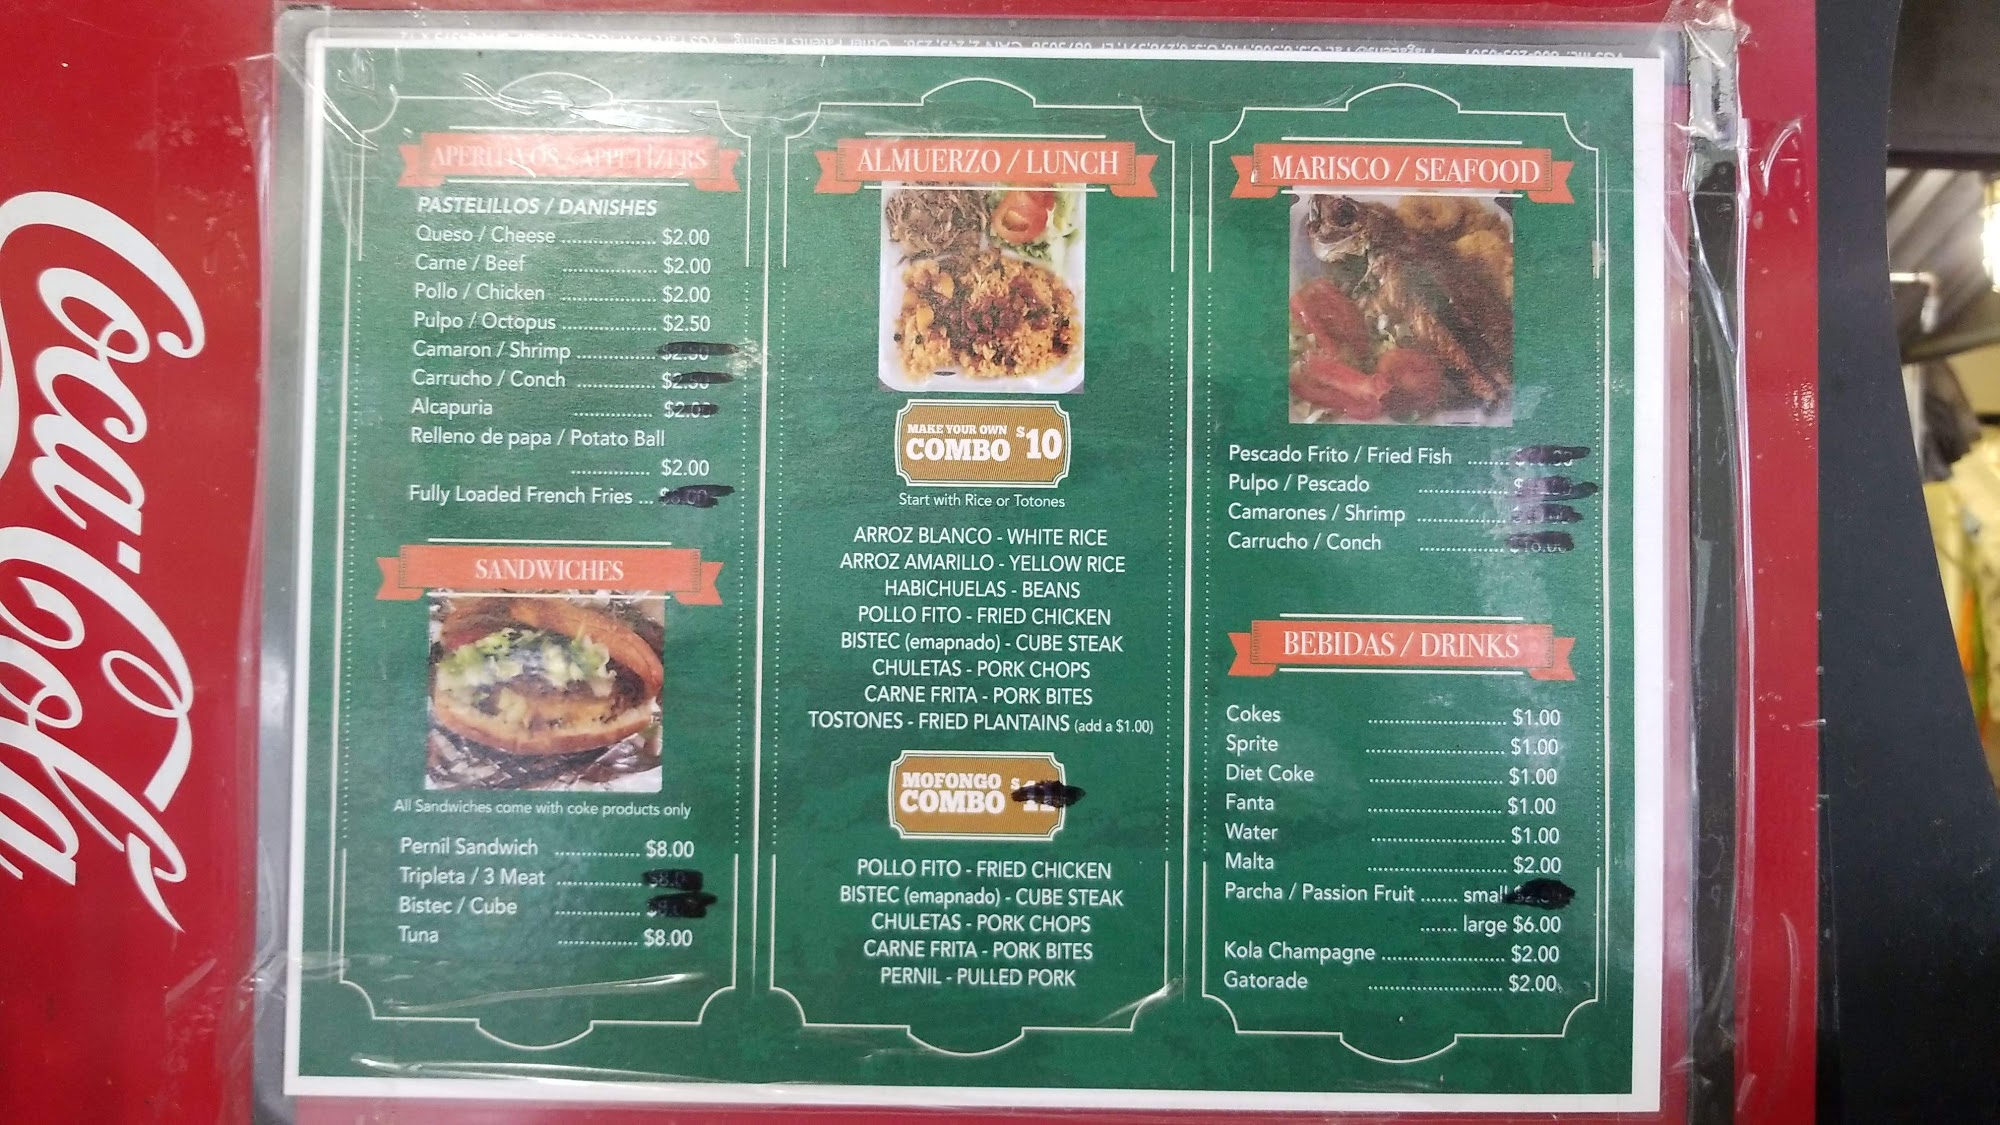 Coca-Cola
APERITIVOS / APPETIZERS
PASTELILLOS / DANISHES
Queso / Cheese ................... $2.00
Carne / Beef ................... $2.00
Pollo / Chicken ................... $2.00
Pulpo / Octopus ................... $2.50
Camaron / Shrimp ................ $2.50
Carrucho / Conch ................ $2.50
Alcapuria ................ $2.00
Relleno de papa / Potato Ball
................ $2.00
Fully Loaded French Fries ...
SANDWICHES
All Sandwiches come with coke products only
Pernil Sandwich ................ $8.00
Tripleta / 3 Meat ................
Bistec / Cube ................
Tuna ................ $8.00
ALMUERZO / LUNCH
MAKE YOUR OWN
COMBO $10
Start with Rice or Totones
ARROZ BLANCO - WHITE RICE
ARROZ AMARILLO - YELLOW RICE
HABICHUELAS - BEANS
POLLO FITO - FRIED CHICKEN
BISTEC (emapnado) - CUBE STEAK
CHULETAS - PORK CHOPS
CARNE FRITA - PORK BITES
TOSTONES - FRIED PLANTAINS (add a $1.00)
MOFONGO
COMBO $
POLLO FITO - FRIED CHICKEN
BISTEC (emapnado) - CUBE STEAK
CHULETAS - PORK CHOPS
CARNE FRITA - PORK BITES
PERNIL - PULLED PORK
MARISCO / SEAFOOD
Pescado Frito / Fried Fish ........
Pulpo / Pescado ................
Camarones / Shrimp ................
Carrucho / Conch ................
BEBIDAS / DRINKS
Cokes .......................... $1.00
Sprite .......................... $1.00
Diet Coke .......................... $1.00
Fanta .......................... $1.00
Water .......................... $1.00
Malta .......................... $2.00
Parcha / Passion Fruit ....... small
....... large $6.00
Kola Champagne ....................... $2.00
Gatorade .......................... $2.00